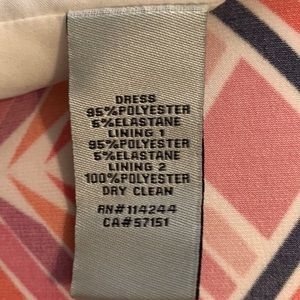 DRESS
95%POLYESTER
5%ELASTANE
LINING 1
95%POLYESTER
5%ELASTANE
LINING 2
100%POLYESTER
DRY CLEAN
RN#114244
CA#57151